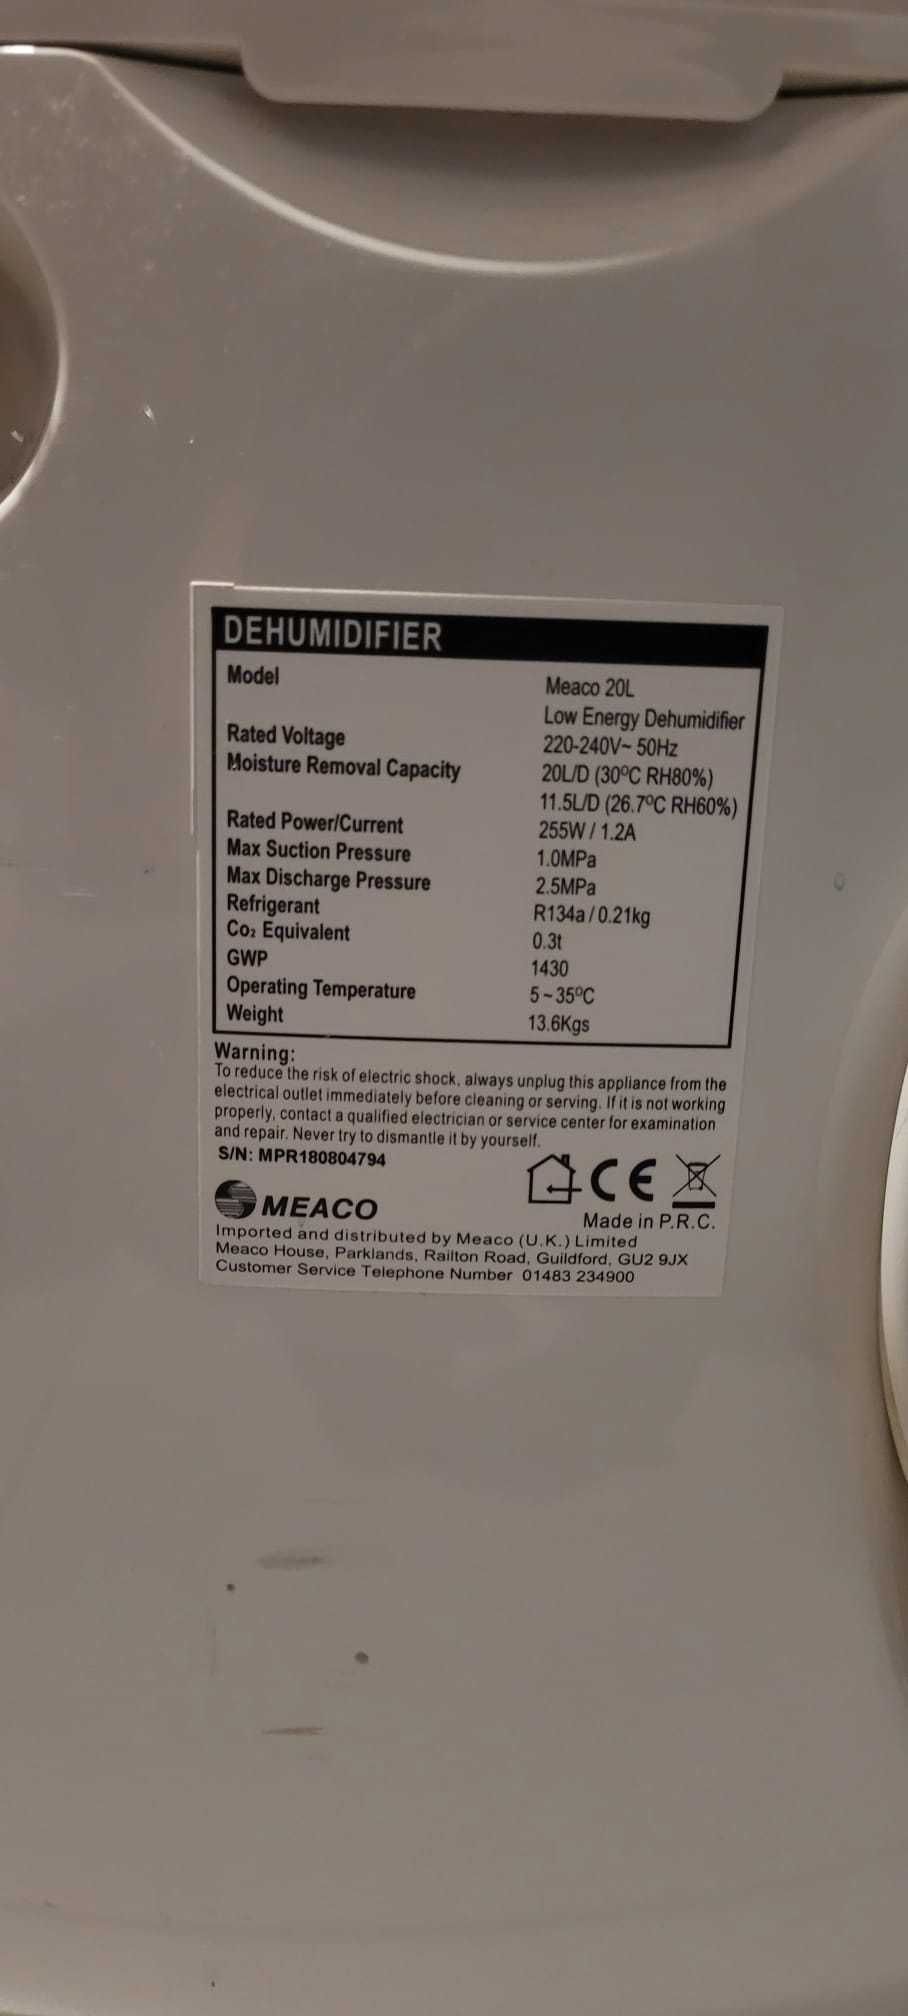 DEHUMIDIFIER
Model Meaco 20L
Low Energy Dehumidifier
Rated Voltage 220-240V~ 50Hz
Moisture Removal Capacity 20L/D (30ºC RH80%)
11.5L/D (26.7ºC RH60%)
Rated Power/Current 255W / 1.2A
Max Suction Pressure 1.0MPa
Max Discharge Pressure 2.5MPa
Refrigerant R134a / 0.21kg
Co₂ Equivalent 0.3t
GWP 1430
Operating Temperature 5~35ºC
Weight 13.6Kgs
Warning:
To reduce the risk of electric shock, always unplug this appliance from the
electrical outlet immediately before cleaning or serving. If it is not working
properly, contact a qualified electrician or service center for examination
and repair. Never try to dismantle it by yourself.
S/N: MPR180804794
CE
MEACO
Made in P.R.C.
Imported and distributed by Meaco (U.K.) Limited
Meaco House, Parklands, Railton Road, Guildford, GU2 9JX
Customer Service Telephone Number 01483 234900